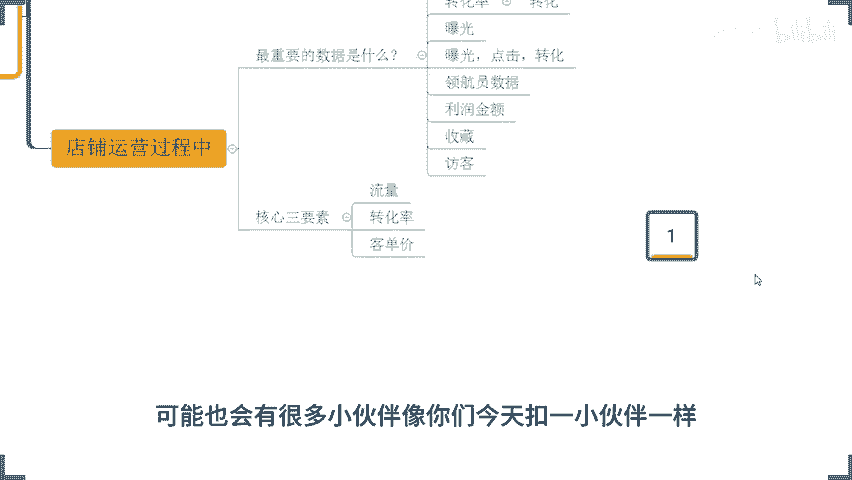 转化率 转化
曝光
最重要的数据是什么？
曝光，点击，转化
领航员数据
利润金额
收藏
访客
店铺运营过程中
核心三要素
流量
转化率
客单价
1
可能也会有很多小伙伴像你们今天扣一小伙伴一样
bilibili